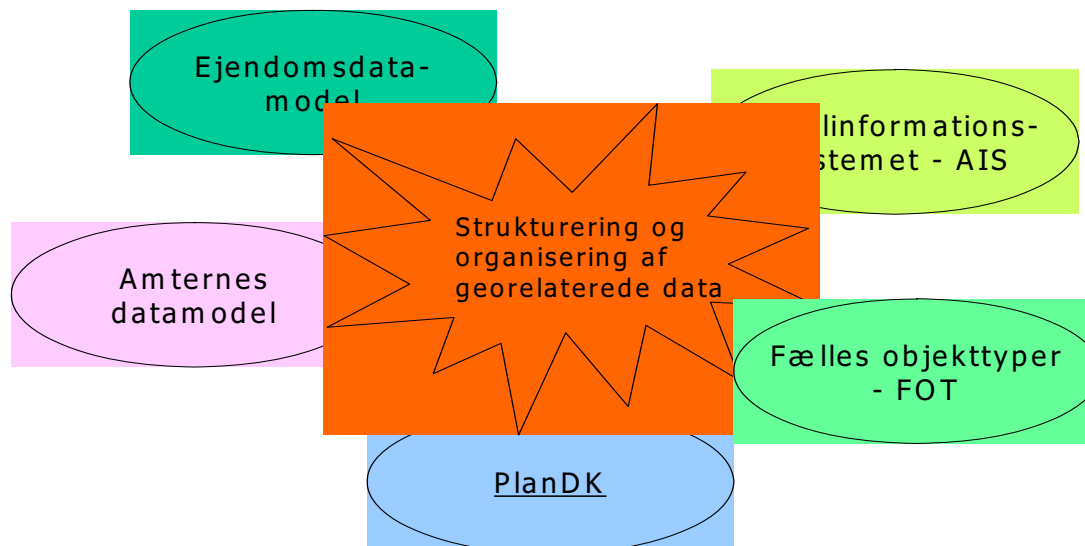 Ejendomsdata-
model
linformations-
stemet - AIS
Strukturering og
organisering af
georelaterede data
Amternes
datamodel
Fælles objekttyper
- FOT
PlanDK